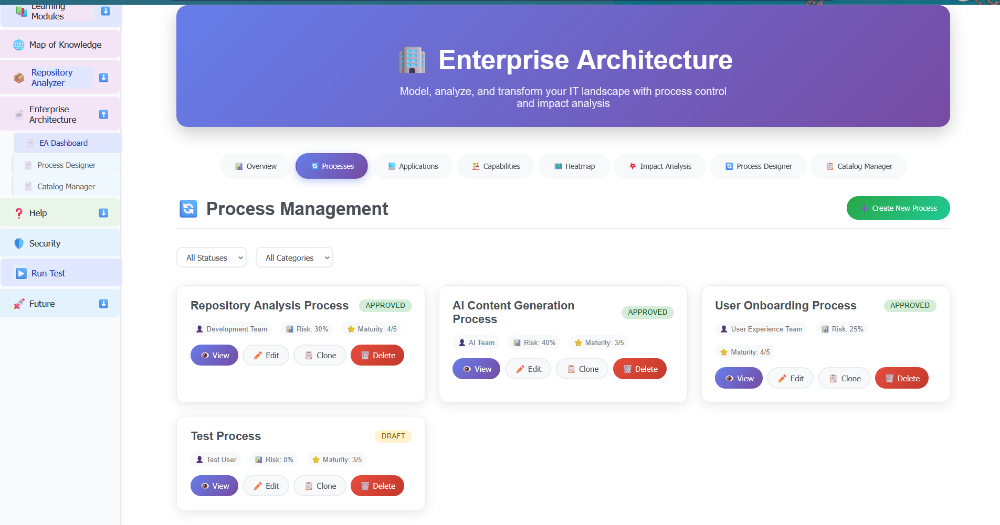 Learning
Modules
Map of Knowledge
Repository
Analyzer
Enterprise
Architecture
EA Dashboard
Process Designer
Catalog Manager
Help
Security
Run Test
Future
Enterprise Architecture
Model, analyze, and transform your IT landscape with process control
and impact analysis
Overview
Processes
Applications
Capabilities
Heatmap
Impact Analysis
Process Designer
Catalog Manager
Process Management
Create New Process
All Statuses
All Categories
Repository Analysis Process
APPROVED
Development Team
Risk: 30%
Maturity: 4/5
View
Edit
Clone
Delete
AI Content Generation
Process
APPROVED
AI Team
Risk: 40%
Maturity: 3/5
View
Edit
Clone
Delete
User Onboarding Process
APPROVED
User Experience Team
Risk: 25%
Maturity: 4/5
View
Edit
Clone
Delete
Test Process
DRAFT
Test User
Risk: 0%
Maturity: 3/5
View
Edit
Clone
Delete